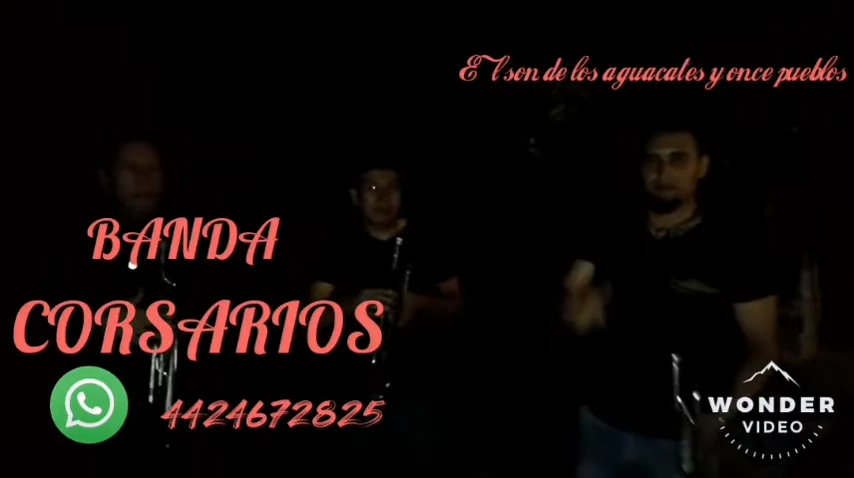 El son de los aguacates y once pueblos
BANDA
CORSARIOS
4424672825
WONDER
VIDEO